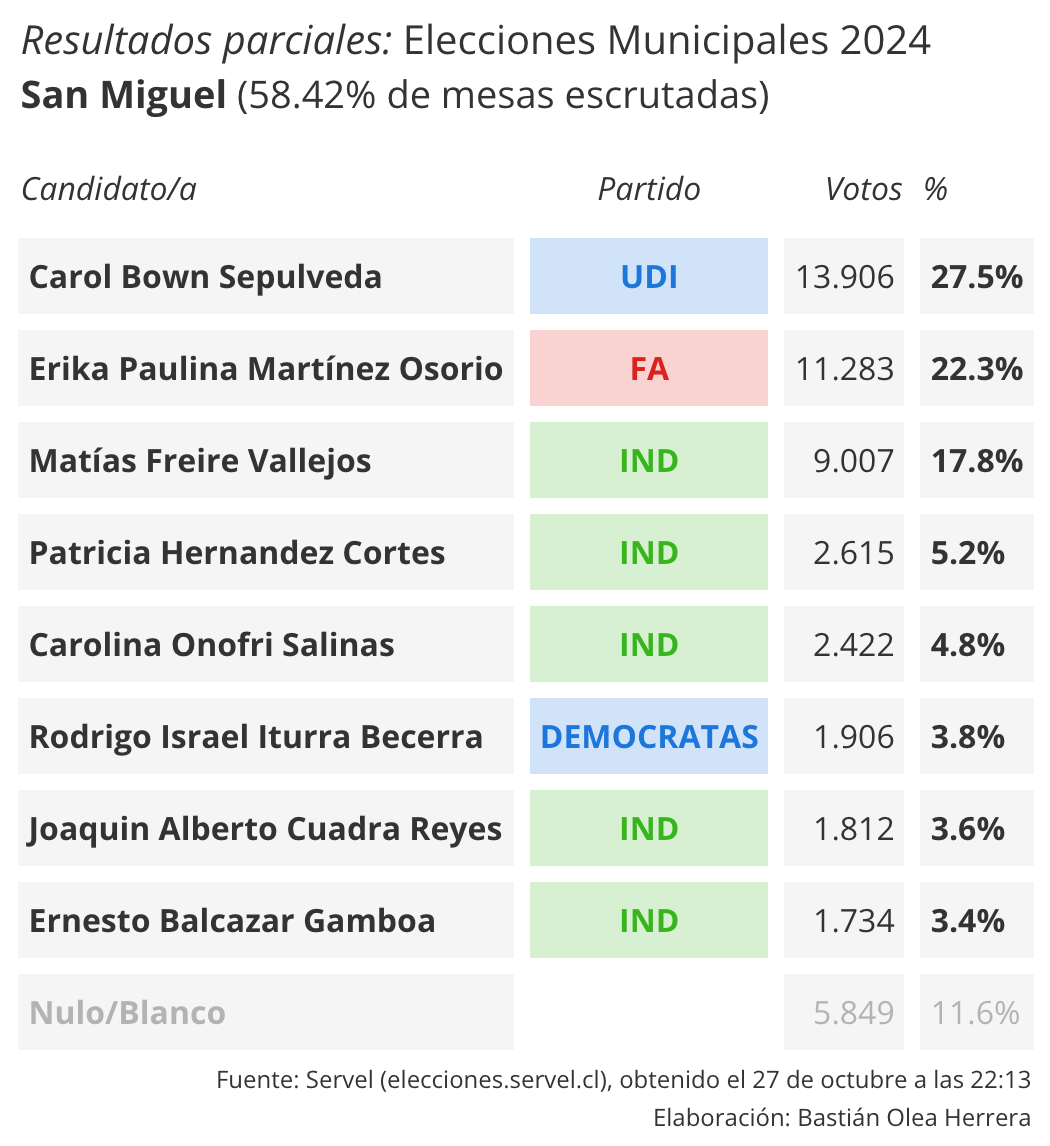 Resultados parciales: Elecciones Municipales 2024
San Miguel (58.42% de mesas escrutadas)
Candidato/a Partido Votos %
Carol Bown Sepulveda UDI 13.906 27.5%
Erika Paulina Martínez Osorio FA 11.283 22.3%
Matías Freire Vallejos IND 9.007 17.8%
Patricia Hernandez Cortes IND 2.615 5.2%
Carolina Onofri Salinas IND 2.422 4.8%
Rodrigo Israel Iturra Becerra DEMOCRATAS 1.906 3.8%
Joaquin Alberto Cuadra Reyes IND 1.812 3.6%
Ernesto Balcazar Gamboa IND 1.734 3.4%
Nulo/Blanco 5.849 11.6%
Fuente: Servel (elecciones.servel.cl), obtenido el 27 de octubre a las 22:13
Elaboración: Bastián Olea Herrera